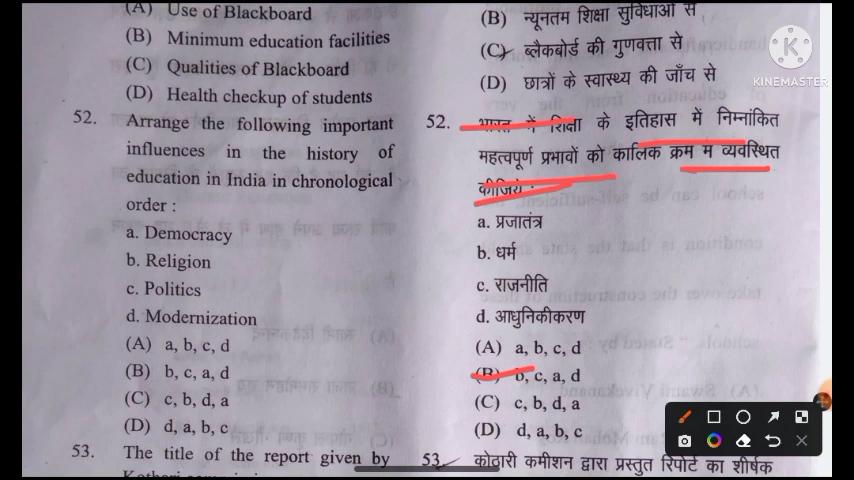 (A) Use of Blackboard
(B) Minimum education facilities
(C) Qualities of Blackboard
(D) Health checkup of students
52. Arrange the following important
influences in the history of
education in India in chronological
order :
a. Democracy
b. Religion
c. Politics
d. Modernization
(A) a, b, c, d
(B) b, c, a, d
(C) c, b, d, a
(D) d, a, b, c
53. The title of the report given by
(B) न्यूनतम शिक्षा सुविधाओं से
(C) ब्लैकबोर्ड की गुणवत्ता से
(D) छात्रों के स्वास्थ्य की जाँच से
52. भारत में शिक्षा के इतिहास में निम्नांकित
महत्वपूर्ण प्रभावों को कालिक क्रम में व्यवस्थित
कीजिये :
a. प्रजातंत्र
b. धर्म
c. राजनीति
d. आधुनिकीकरण
(A) a, b, c, d
(B) b, c, a, d
(C) c, b, d, a
(D) d, a, b, c
53. कोठारी कमीशन द्वारा प्रस्तुत रिपोर्ट का शीर्षक
KINEMASTER